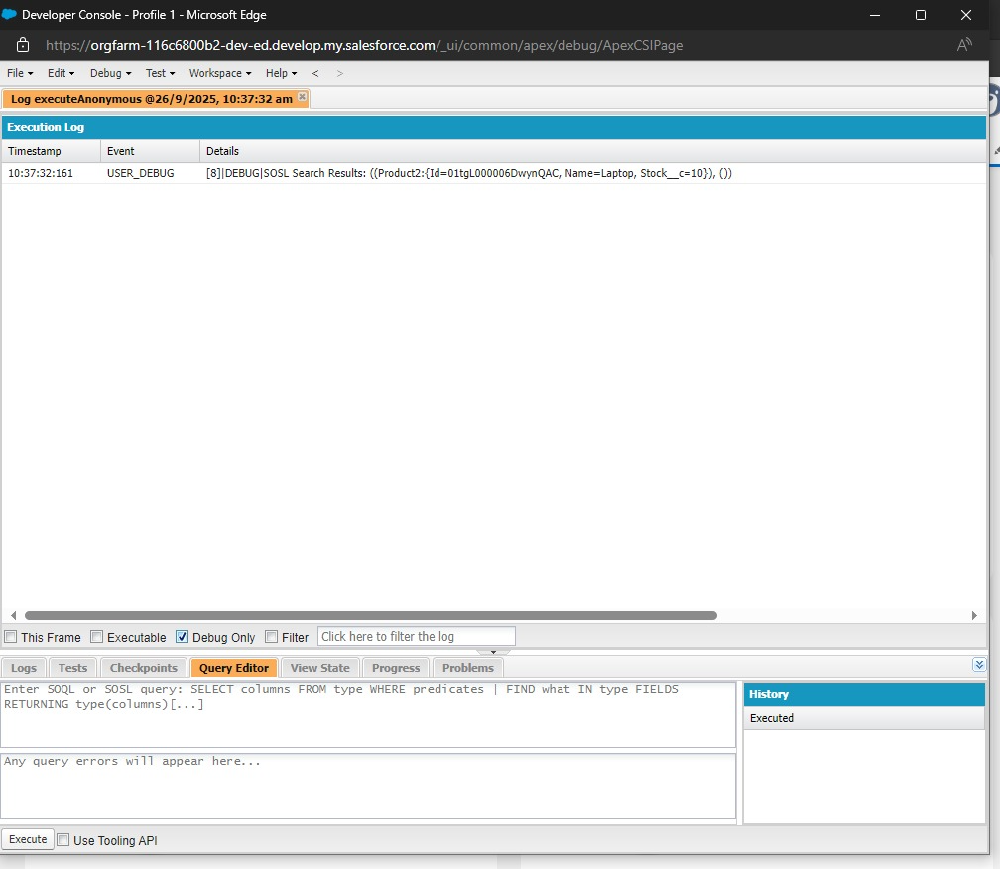 Developer Console - Profile 1 - Microsoft Edge
https://orgfarm-116c6800b2-dev-ed.develop.my.salesforce.com/_ui/common/apex/debug/ApexCSIPage
File Edit Debug Test Workspace Help < >
Log executeAnonymous @26/9/2025, 10:37:32 am
Execution Log
Timestamp Event Details
10:37:32:161 USER_DEBUG [8]|DEBUG|SOSL Search Results: ((Product2:{Id=01tgL000006DwynQAC, Name=Laptop, Stock__c=10}), ())
This Frame Executable Debug Only Filter Click here to filter the log
Logs Tests Checkpoints Query Editor View State Progress Problems
Enter SOQL or SOSL query: SELECT columns FROM type WHERE predicates | FIND what IN type FIELDS
RETURNING type(columns)[...]
History
Executed
Any query errors will appear here...
Execute Use Tooling API